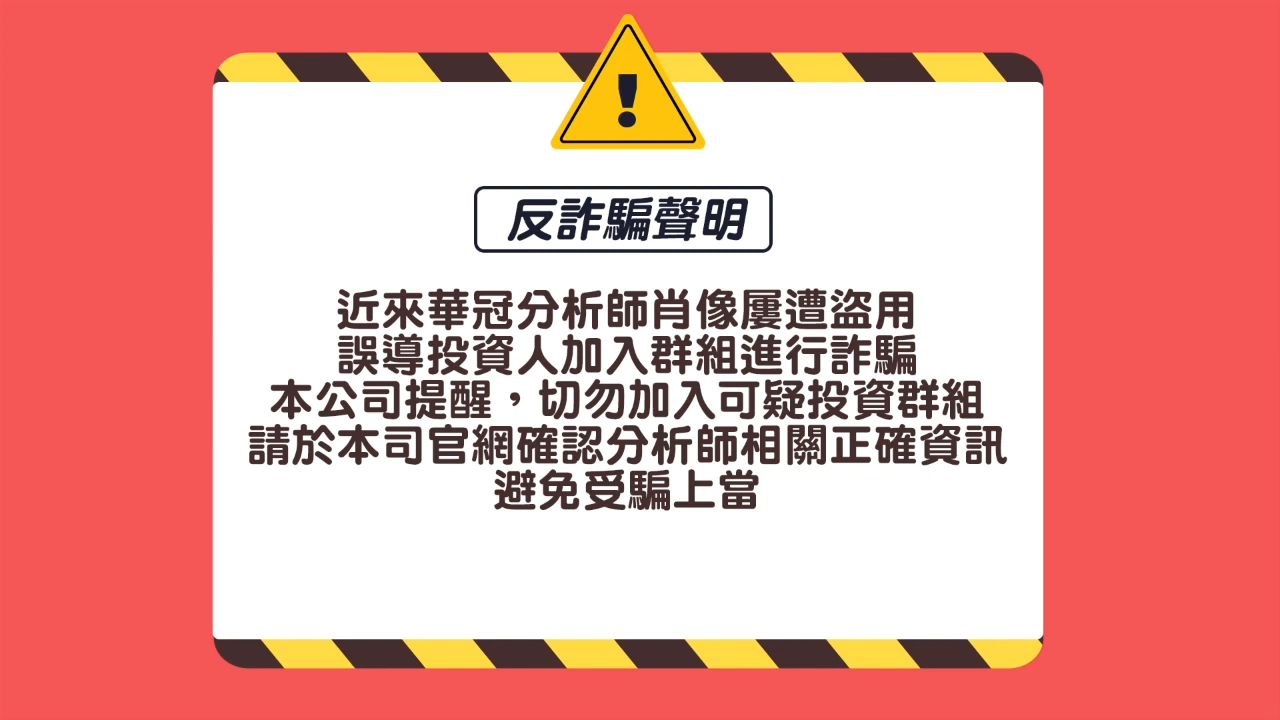 反詐騙聲明
近來華冠分析師肖像屢遭盜用
誤導投資人加入群組進行詐騙
本公司提醒，切勿加入可疑投資群組
請於本司官網確認分析師相關正確資訊
避免受騙上當